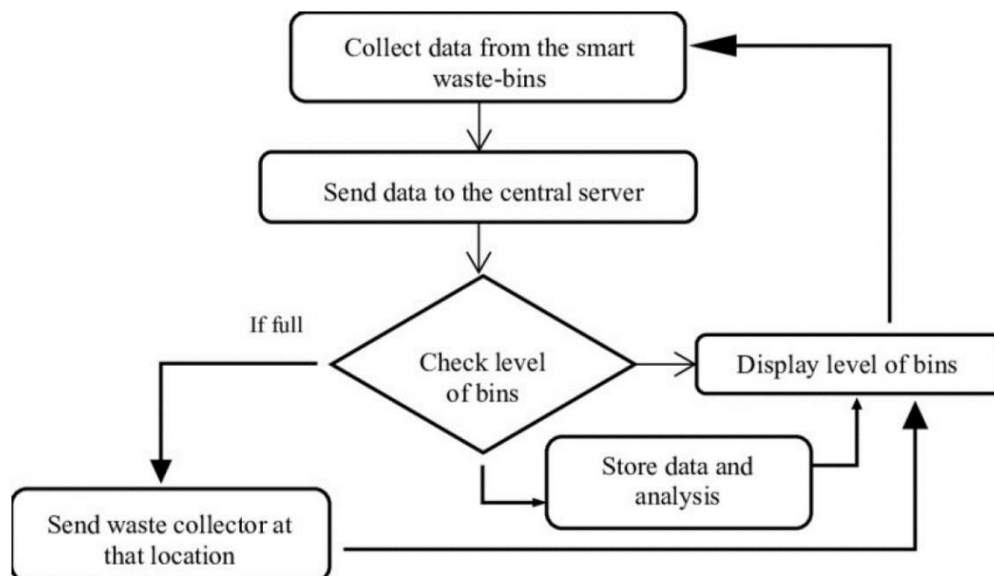 Collect data from the smart
waste-bins
Send data to the central server
If full
Check level
of bins
Display level of bins
Store data and
analysis
Send waste collector at
that location